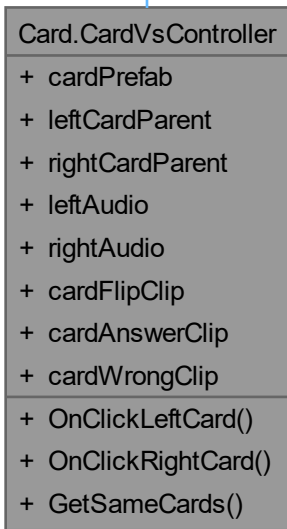 Card.CardVsController
+ cardPrefab
+ leftCardParent
+ rightCardParent
+ leftAudio
+ rightAudio
+ cardFlipClip
+ cardAnswerClip
+ cardWrongClip
+ OnClickLeftCard()
+ OnClickRightCard()
+ GetSameCards()